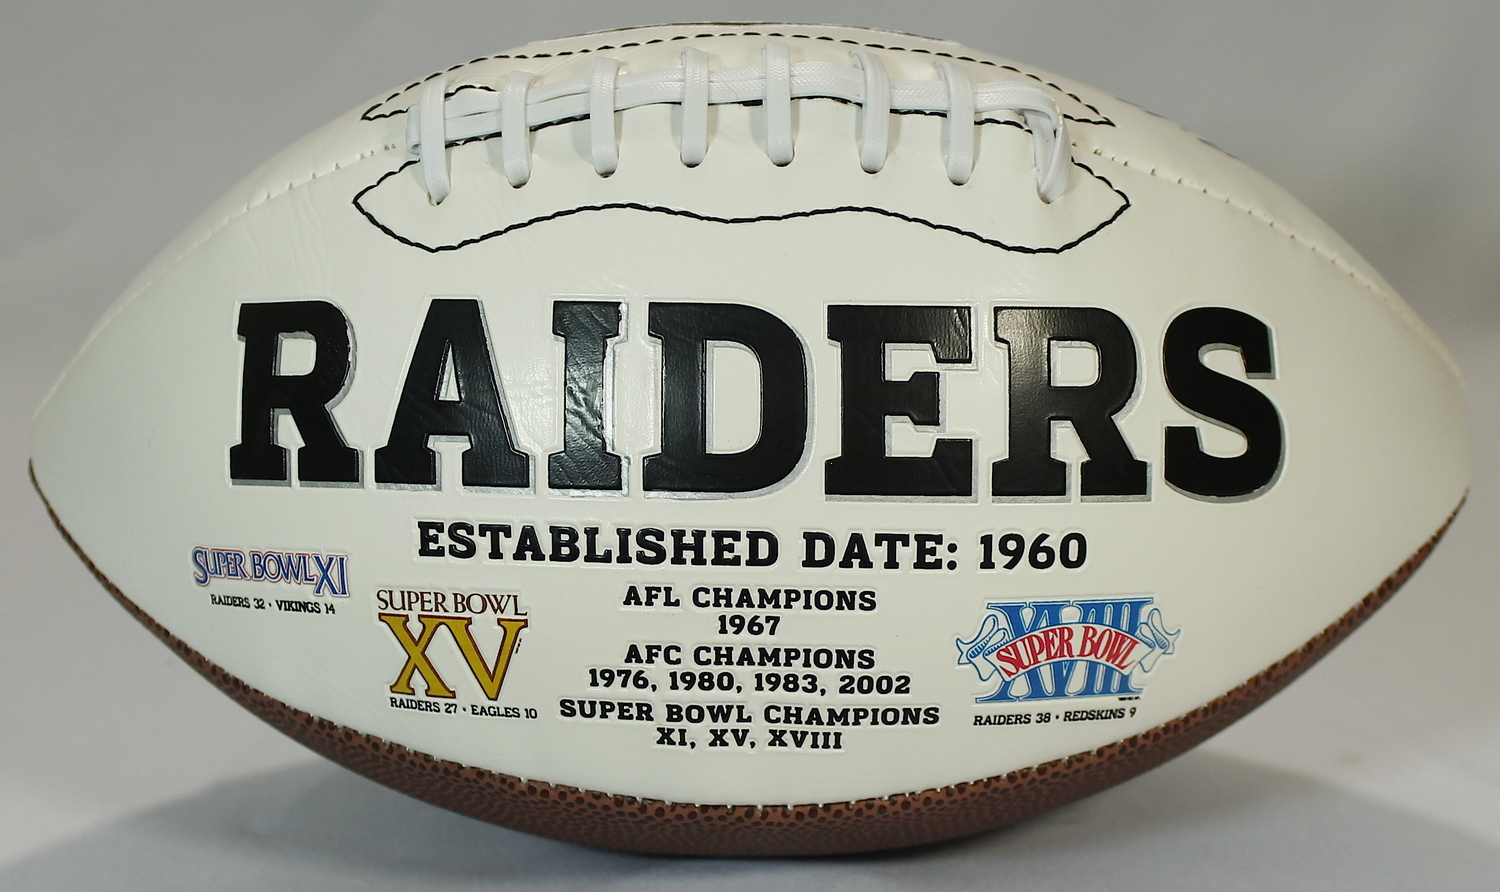 RAIDERS
ESTABLISHED DATE: 1960
SUPER BOWL XI
RAIDERS 32 • VIKINGS 14
SUPER BOWL
XV
RAIDERS 27 • EAGLES 10
AFL CHAMPIONS
1967
AFC CHAMPIONS
1976, 1980, 1983, 2002
SUPER BOWL CHAMPIONS
XI, XV, XVIII
XVIII
SUPER BOWL
RAIDERS 38 • REDSKINS 9